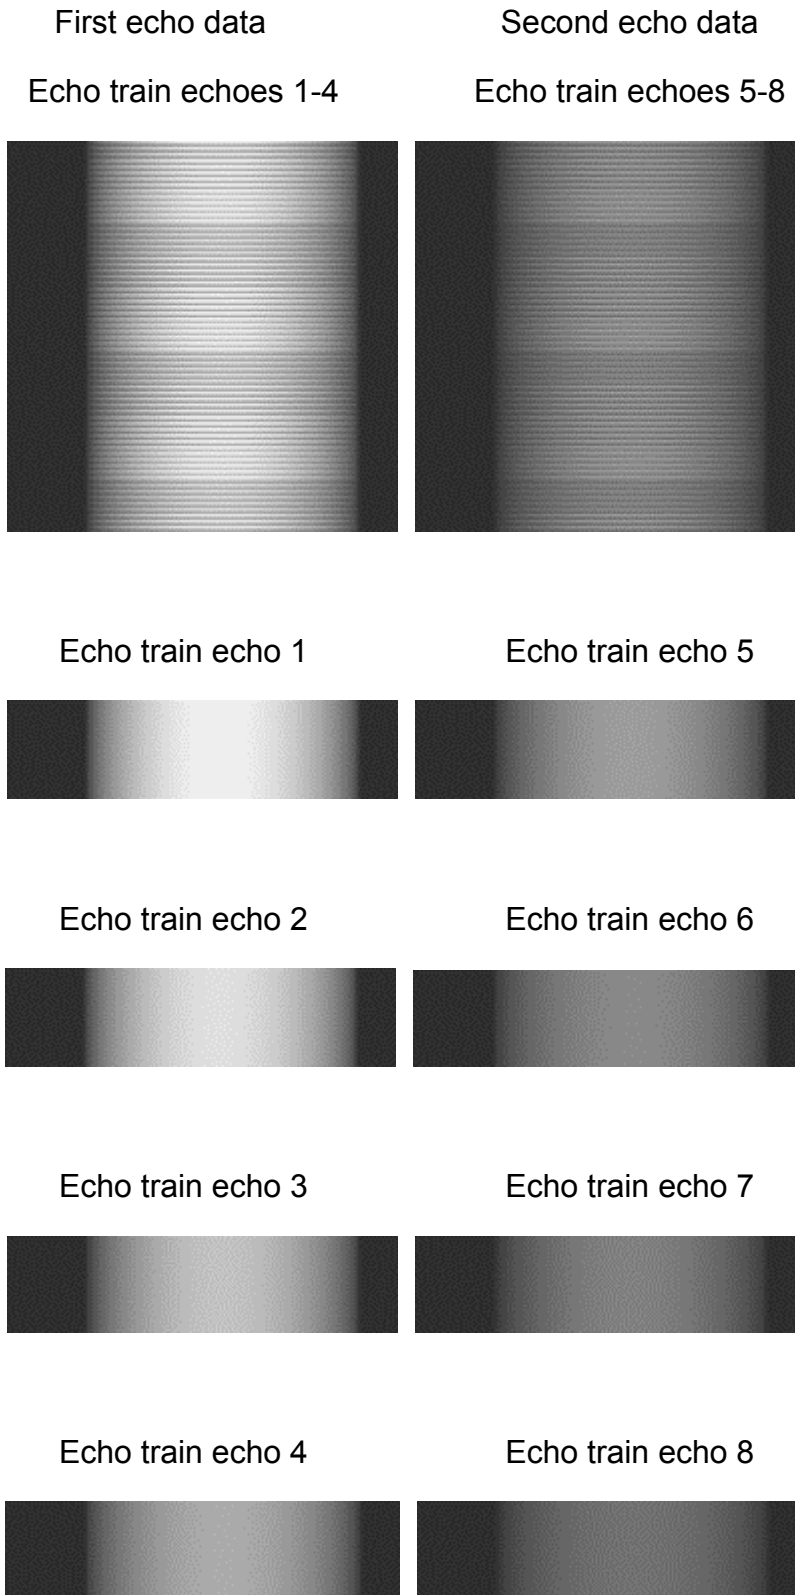 First echo data
Second echo data
Echo train echoes 1-4
Echo train echoes 5-8
Echo train echo 1
Echo train echo 5
Echo train echo 2
Echo train echo 6
Echo train echo 3
Echo train echo 7
Echo train echo 4
Echo train echo 8